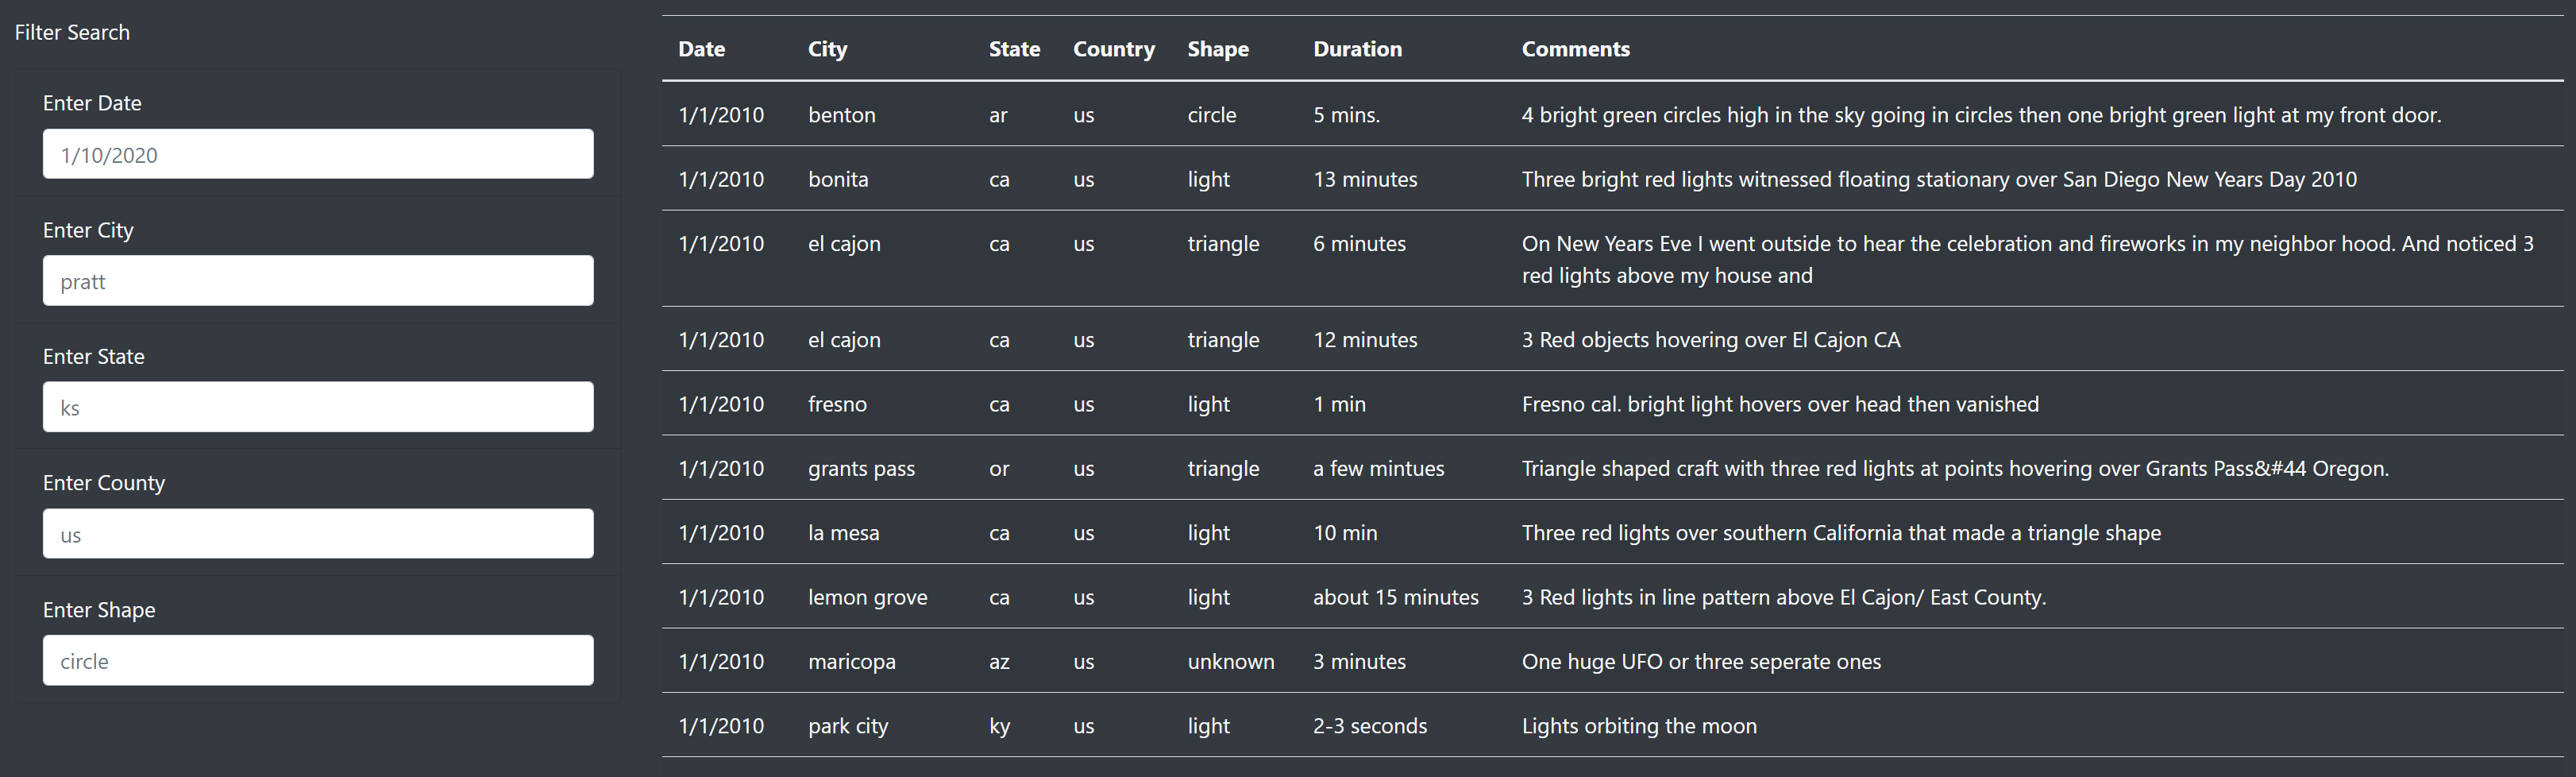 Filter Search
Enter Date
1/10/2020
Enter City
pratt
Enter State
ks
Enter County
us
Enter Shape
circle
Date City State Country Shape Duration Comments
1/1/2010 benton ar us circle 5 mins. 4 bright green circles high in the sky going in circles then one bright green light at my front door.
1/1/2010 bonita ca us light 13 minutes Three bright red lights witnessed floating stationary over San Diego New Years Day 2010
1/1/2010 el cajon ca us triangle 6 minutes On New Years Eve I went outside to hear the celebration and fireworks in my neighbor hood. And noticed 3
red lights above my house and
1/1/2010 el cajon ca us triangle 12 minutes 3 Red objects hovering over El Cajon CA
1/1/2010 fresno ca us light 1 min Fresno cal. bright light hovers over head then vanished
1/1/2010 grants pass or us triangle a few mintues Triangle shaped craft with three red lights at points hovering over Grants Pass&#44 Oregon.
1/1/2010 la mesa ca us light 10 min Three red lights over southern California that made a triangle shape
1/1/2010 lemon grove ca us light about 15 minutes 3 Red lights in line pattern above El Cajon/ East County.
1/1/2010 maricopa az us unknown 3 minutes One huge UFO or three seperate ones
1/1/2010 park city ky us light 2-3 seconds Lights orbiting the moon